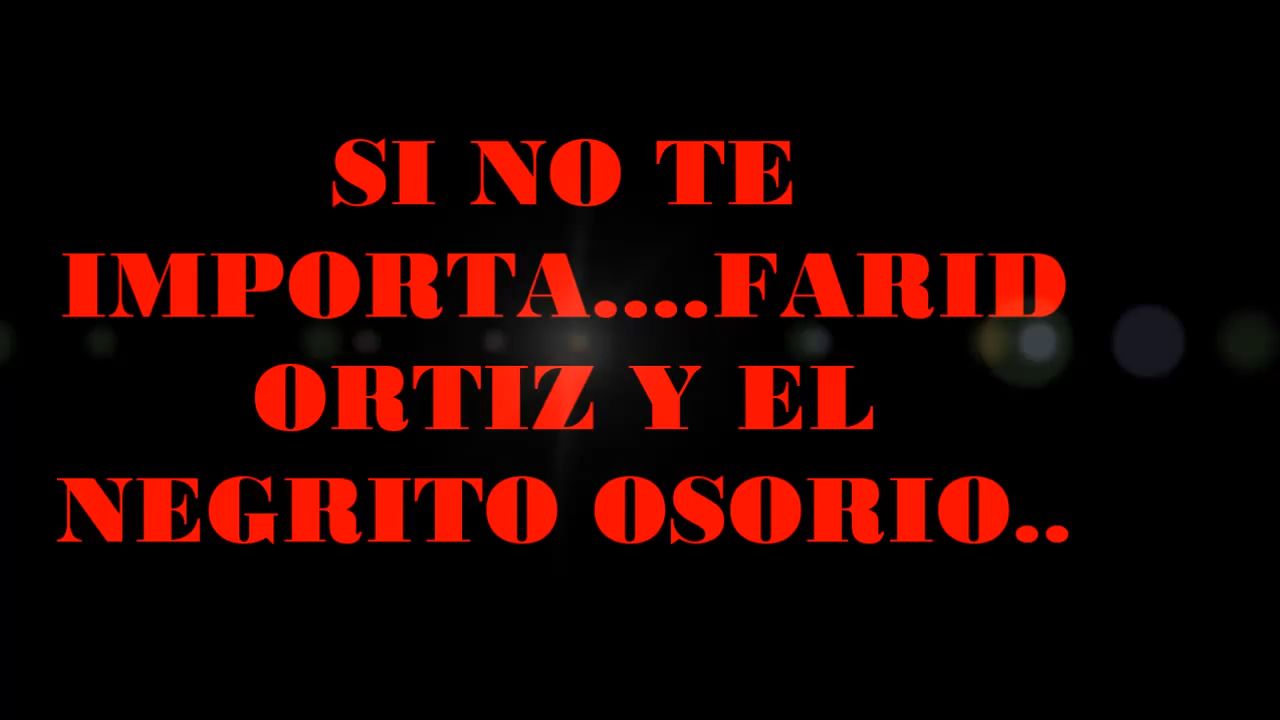 SI NO TE
IMPORTA....FARID
ORTIZ Y EL
NEGRITO OSORIO..